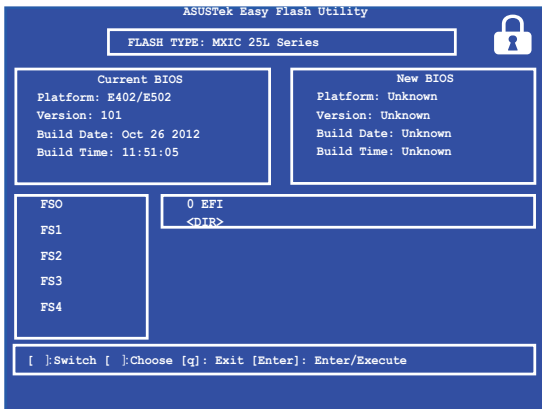 ASUSTek Easy Flash Utility
FLASH TYPE: MXIC 25L Series
Current BIOS
Platform: E402/E502
Version: 101
Build Date: Oct 26 2012
Build Time: 11:51:05
New BIOS
Platform: Unknown
Version: Unknown
Build Date: Unknown
Build Time: Unknown
FSO
FS1
FS2
FS3
FS4
0 EFI
<DIR>
[ ]:Switch [ ]:Choose [q]: Exit [Enter]: Enter/Execute